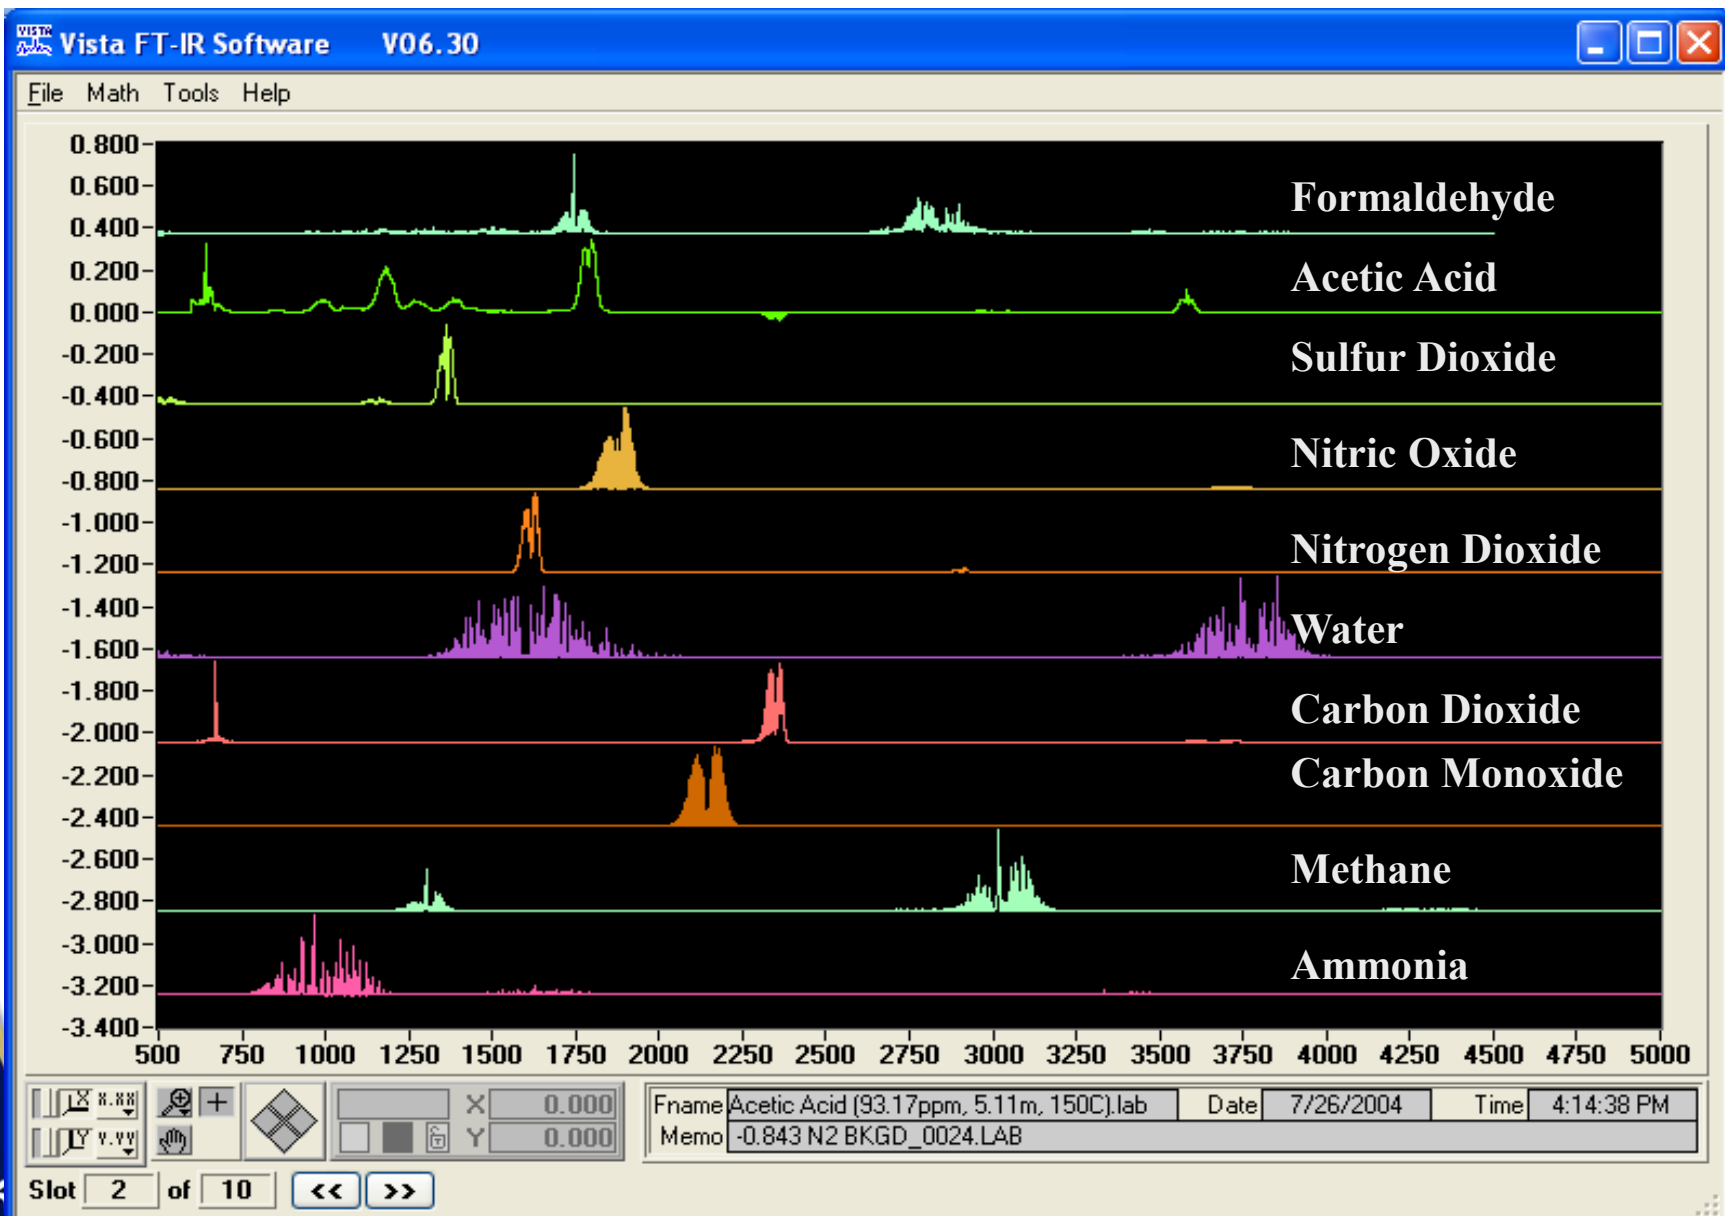 Vista FT-IR Software V06.30
File Math Tools Help
0.800
0.600
Formaldehyde
0.400
0.200
Acetic Acid
0.000
-0.200
Sulfur Dioxide
-0.400
-0.600
Nitric Oxide
-0.800
-1.000
Nitrogen Dioxide
-1.200
-1.400
Water
-1.600
-1.800
Carbon Dioxide
-2.000
-2.200
Carbon Monoxide
-2.400
-2.600
Methane
-2.800
-3.000
Ammonia
-3.200
-3.400
500 750 1000 1250 1500 1750 2000 2250 2500 2750 3000 3250 3500 3750 4000 4250 4500 4750 5000
X 8.88 X 0.000 Fname Acetic Acid (93.17ppm, 5.11m, 150C).lab Date 7/26/2004 Time 4:14:38 PM
Y Y.YY Y 0.000 Memo -0.843 N2 BKGD_0024.LAB
Slot 2 of 10 << >>